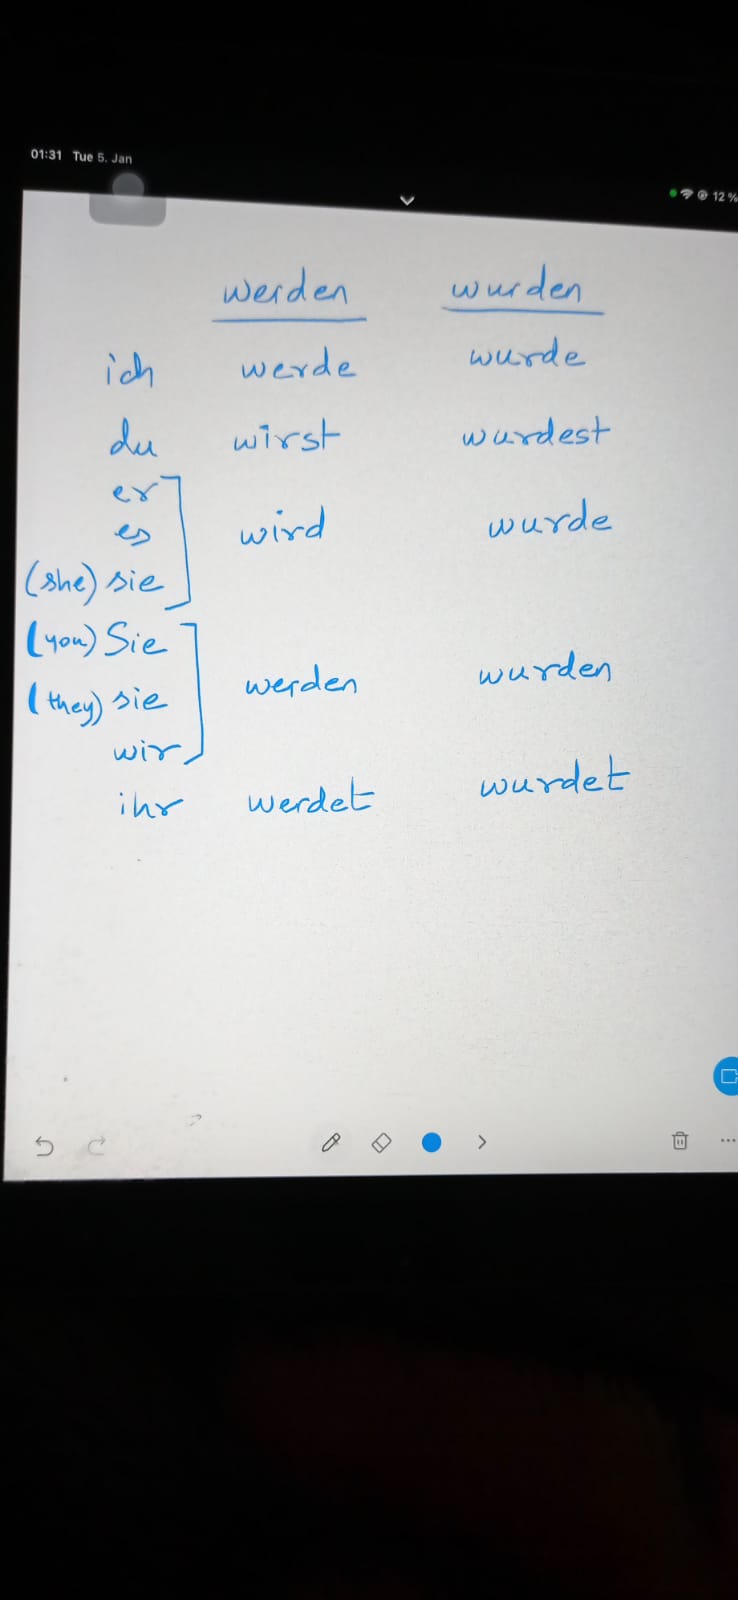 01:31 Tue 5. Jan
12 %
werden wurden
ich werde wurde
du wirst wurdest
er
es wird wurde
(she) sie
(you) Sie
(they) sie werden wurden
wir
ihr werdet wurdet